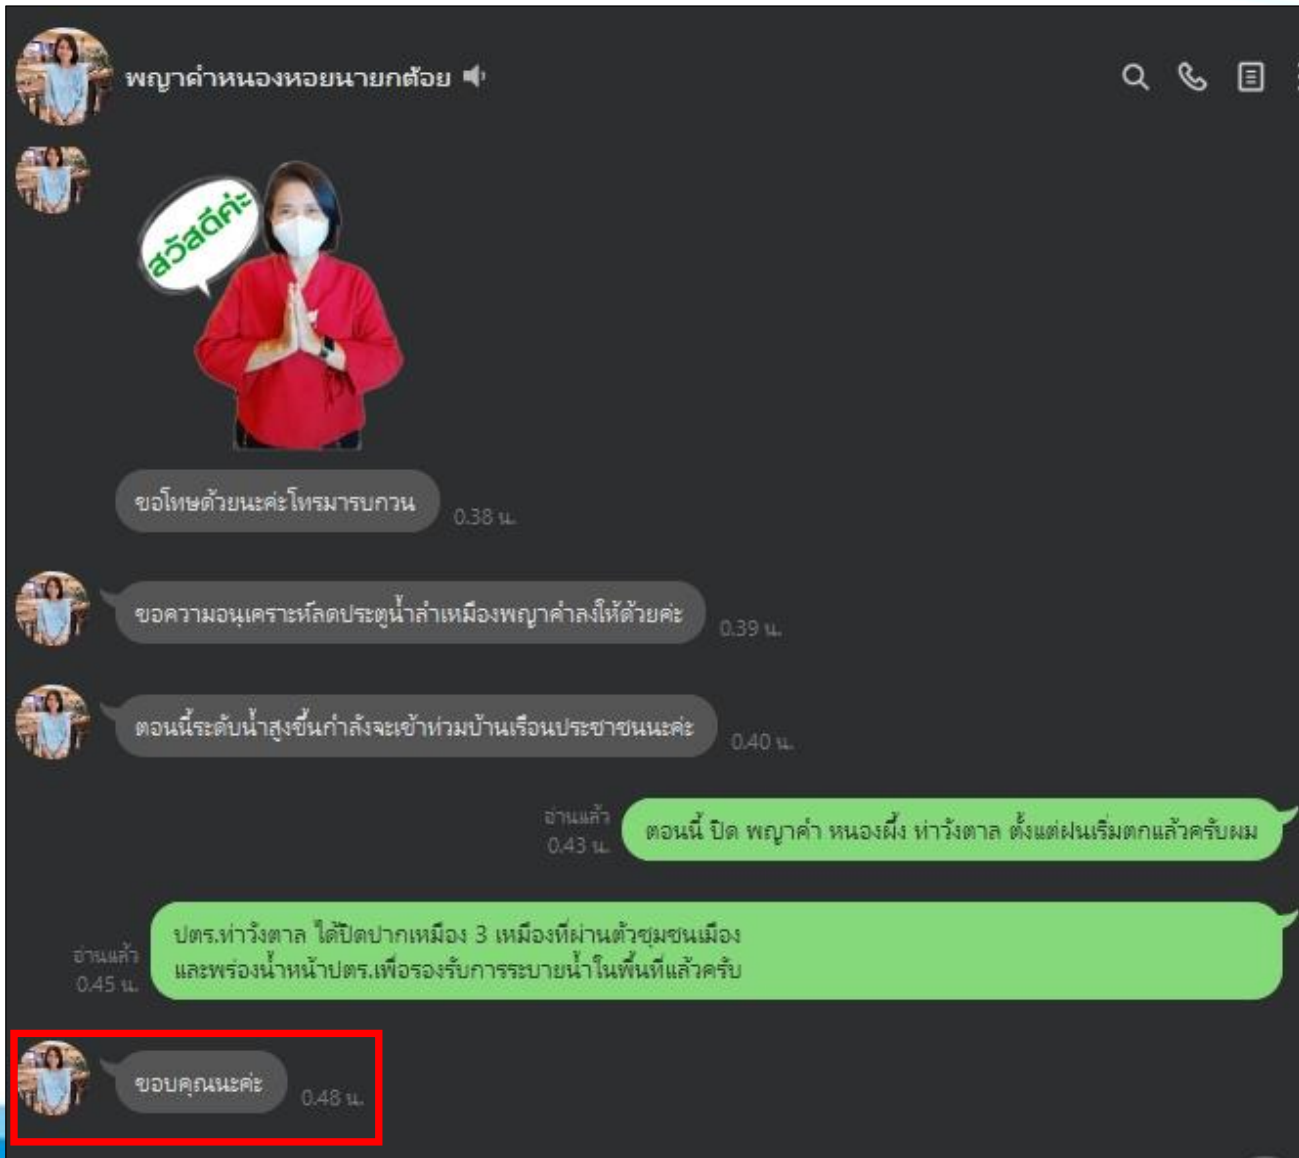 พญาคำหนองหอยนายกต้อย
สวัสดีค่ะ
ขอโทษด้วยนะค่ะโทรมารบกวน
0.38 น.
ขอความอนุเคราะห์ลดประตูน้ำลำเหมืองพญาคำลงให้ด้วยค่ะ
0.39 น.
ตอนนี้ระดับน้ำสูงขึ้นกำลังจะเข้าท่วมบ้านเรือนประชาชนนะค่ะ
0.40 น.
อ่านแล้ว
0.43 น.
ตอนนี้ ปิด พญาคำ หนองผึ้ง ท่าวังตาล ตั้งแต่ฝนเริ่มตกแล้วครับผม
อ่านแล้ว
0.45 น.
ปตร.ท่าวังตาล ได้ปิดปากเหมือง 3 เหมืองที่ผ่านตัวชุมชนเมือง
และพร่องน้ำหน้าปตร.เพื่อรองรับการระบายน้ำในพื้นที่แล้วครับ
ขอบคุณนะค่ะ
0.48 น.